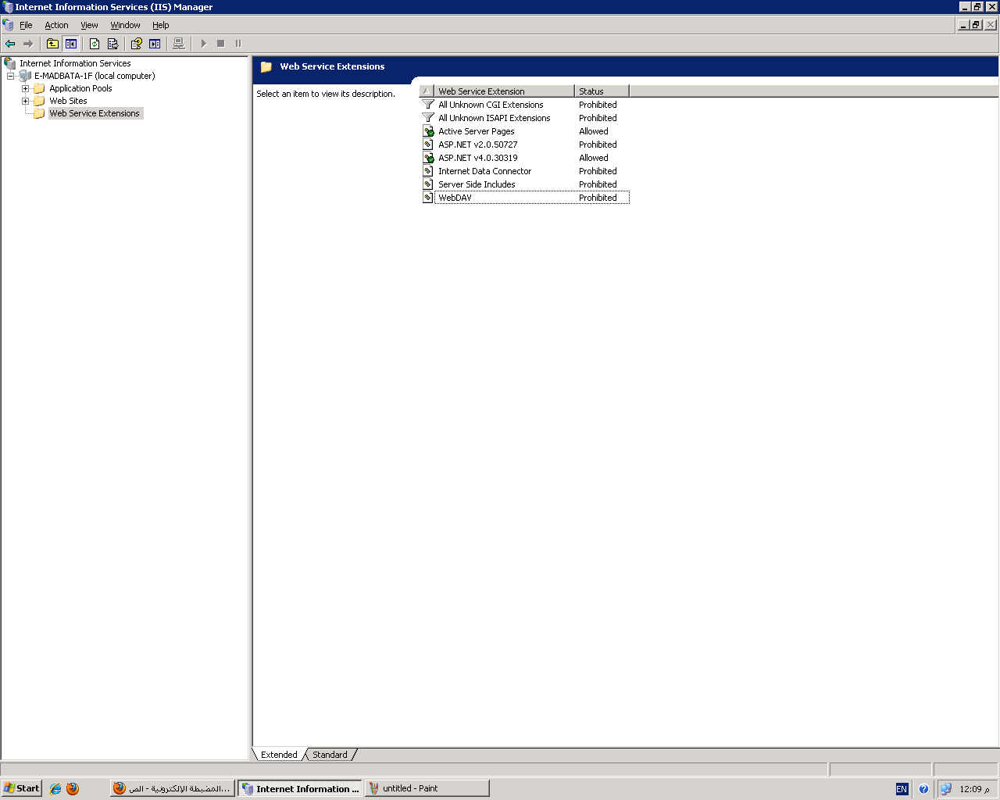 Internet Information Services (IIS) Manager
File Action View Window Help
Internet Information Services
E-MADBATA-1F (local computer)
Application Pools
Web Sites
Web Service Extensions
Web Service Extensions
Select an item to view its description.
Web Service Extension Status
All Unknown CGI Extensions Prohibited
All Unknown ISAPI Extensions Prohibited
Active Server Pages Allowed
ASP.NET v2.0.50727 Prohibited
ASP.NET v4.0.30319 Allowed
Internet Data Connector Prohibited
Server Side Includes Prohibited
WebDAV Prohibited
Extended Standard
Start المضبطة الإلكترونية - الص... Internet Information ... untitled - Paint EN 12:09 م